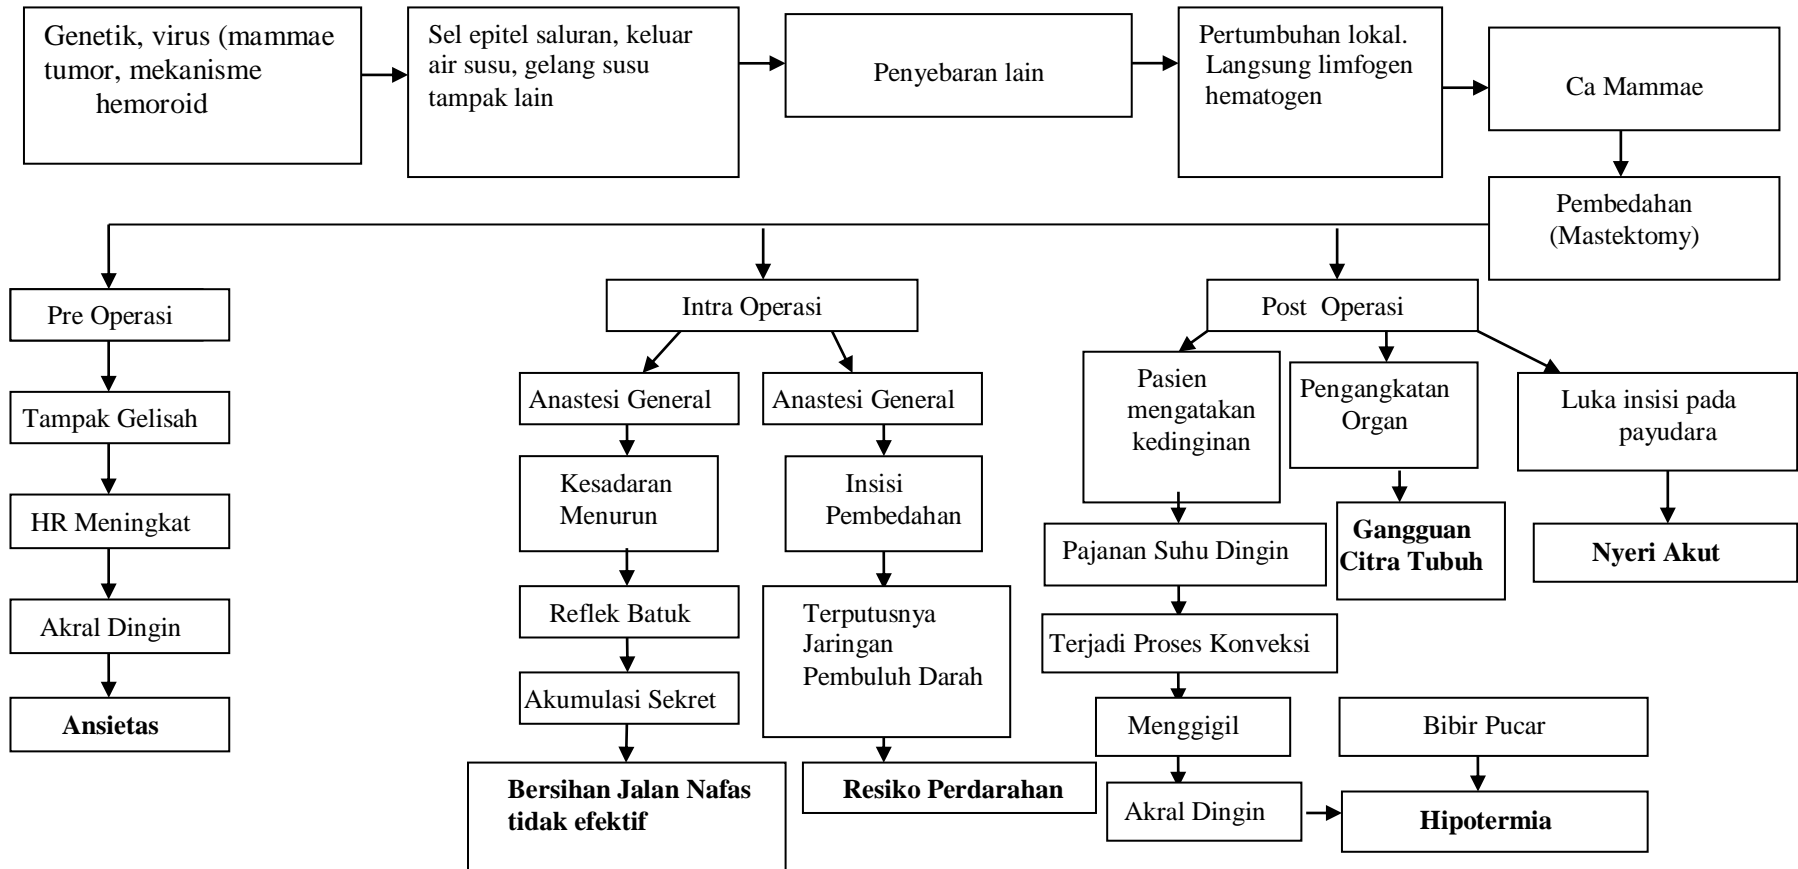 Genetik, virus (mammae
tumor, mekanisme
hemoroid
Sel epitel saluran, keluar
air susu, gelang susu
tampak lain
Penyebaran lain
Pertumbuhan lokal.
Langsung limfogen
hematogen
Ca Mammae
Pembedahan
(Mastektomy)
Pre Operasi
Tampak Gelisah
HR Meningkat
Akral Dingin
Ansietas
Intra Operasi
Anastesi General
Kesadaran
Menurun
Reflek Batuk
Akumulasi Sekret
Bersihan Jalan Nafas
tidak efektif
Anastesi General
Insisi
Pembedahan
Terputusnya
Jaringan
Pembuluh Darah
Resiko Perdarahan
Post Operasi
Pasien
mengatakan
kedinginan
Pajanan Suhu Dingin
Terjadi Proses Konveksi
Menggigil
Akral Dingin
Pengangkatan
Organ
Gangguan
Citra Tubuh
Luka insisi pada
payudara
Nyeri Akut
Bibir Pucar
Hipotermia